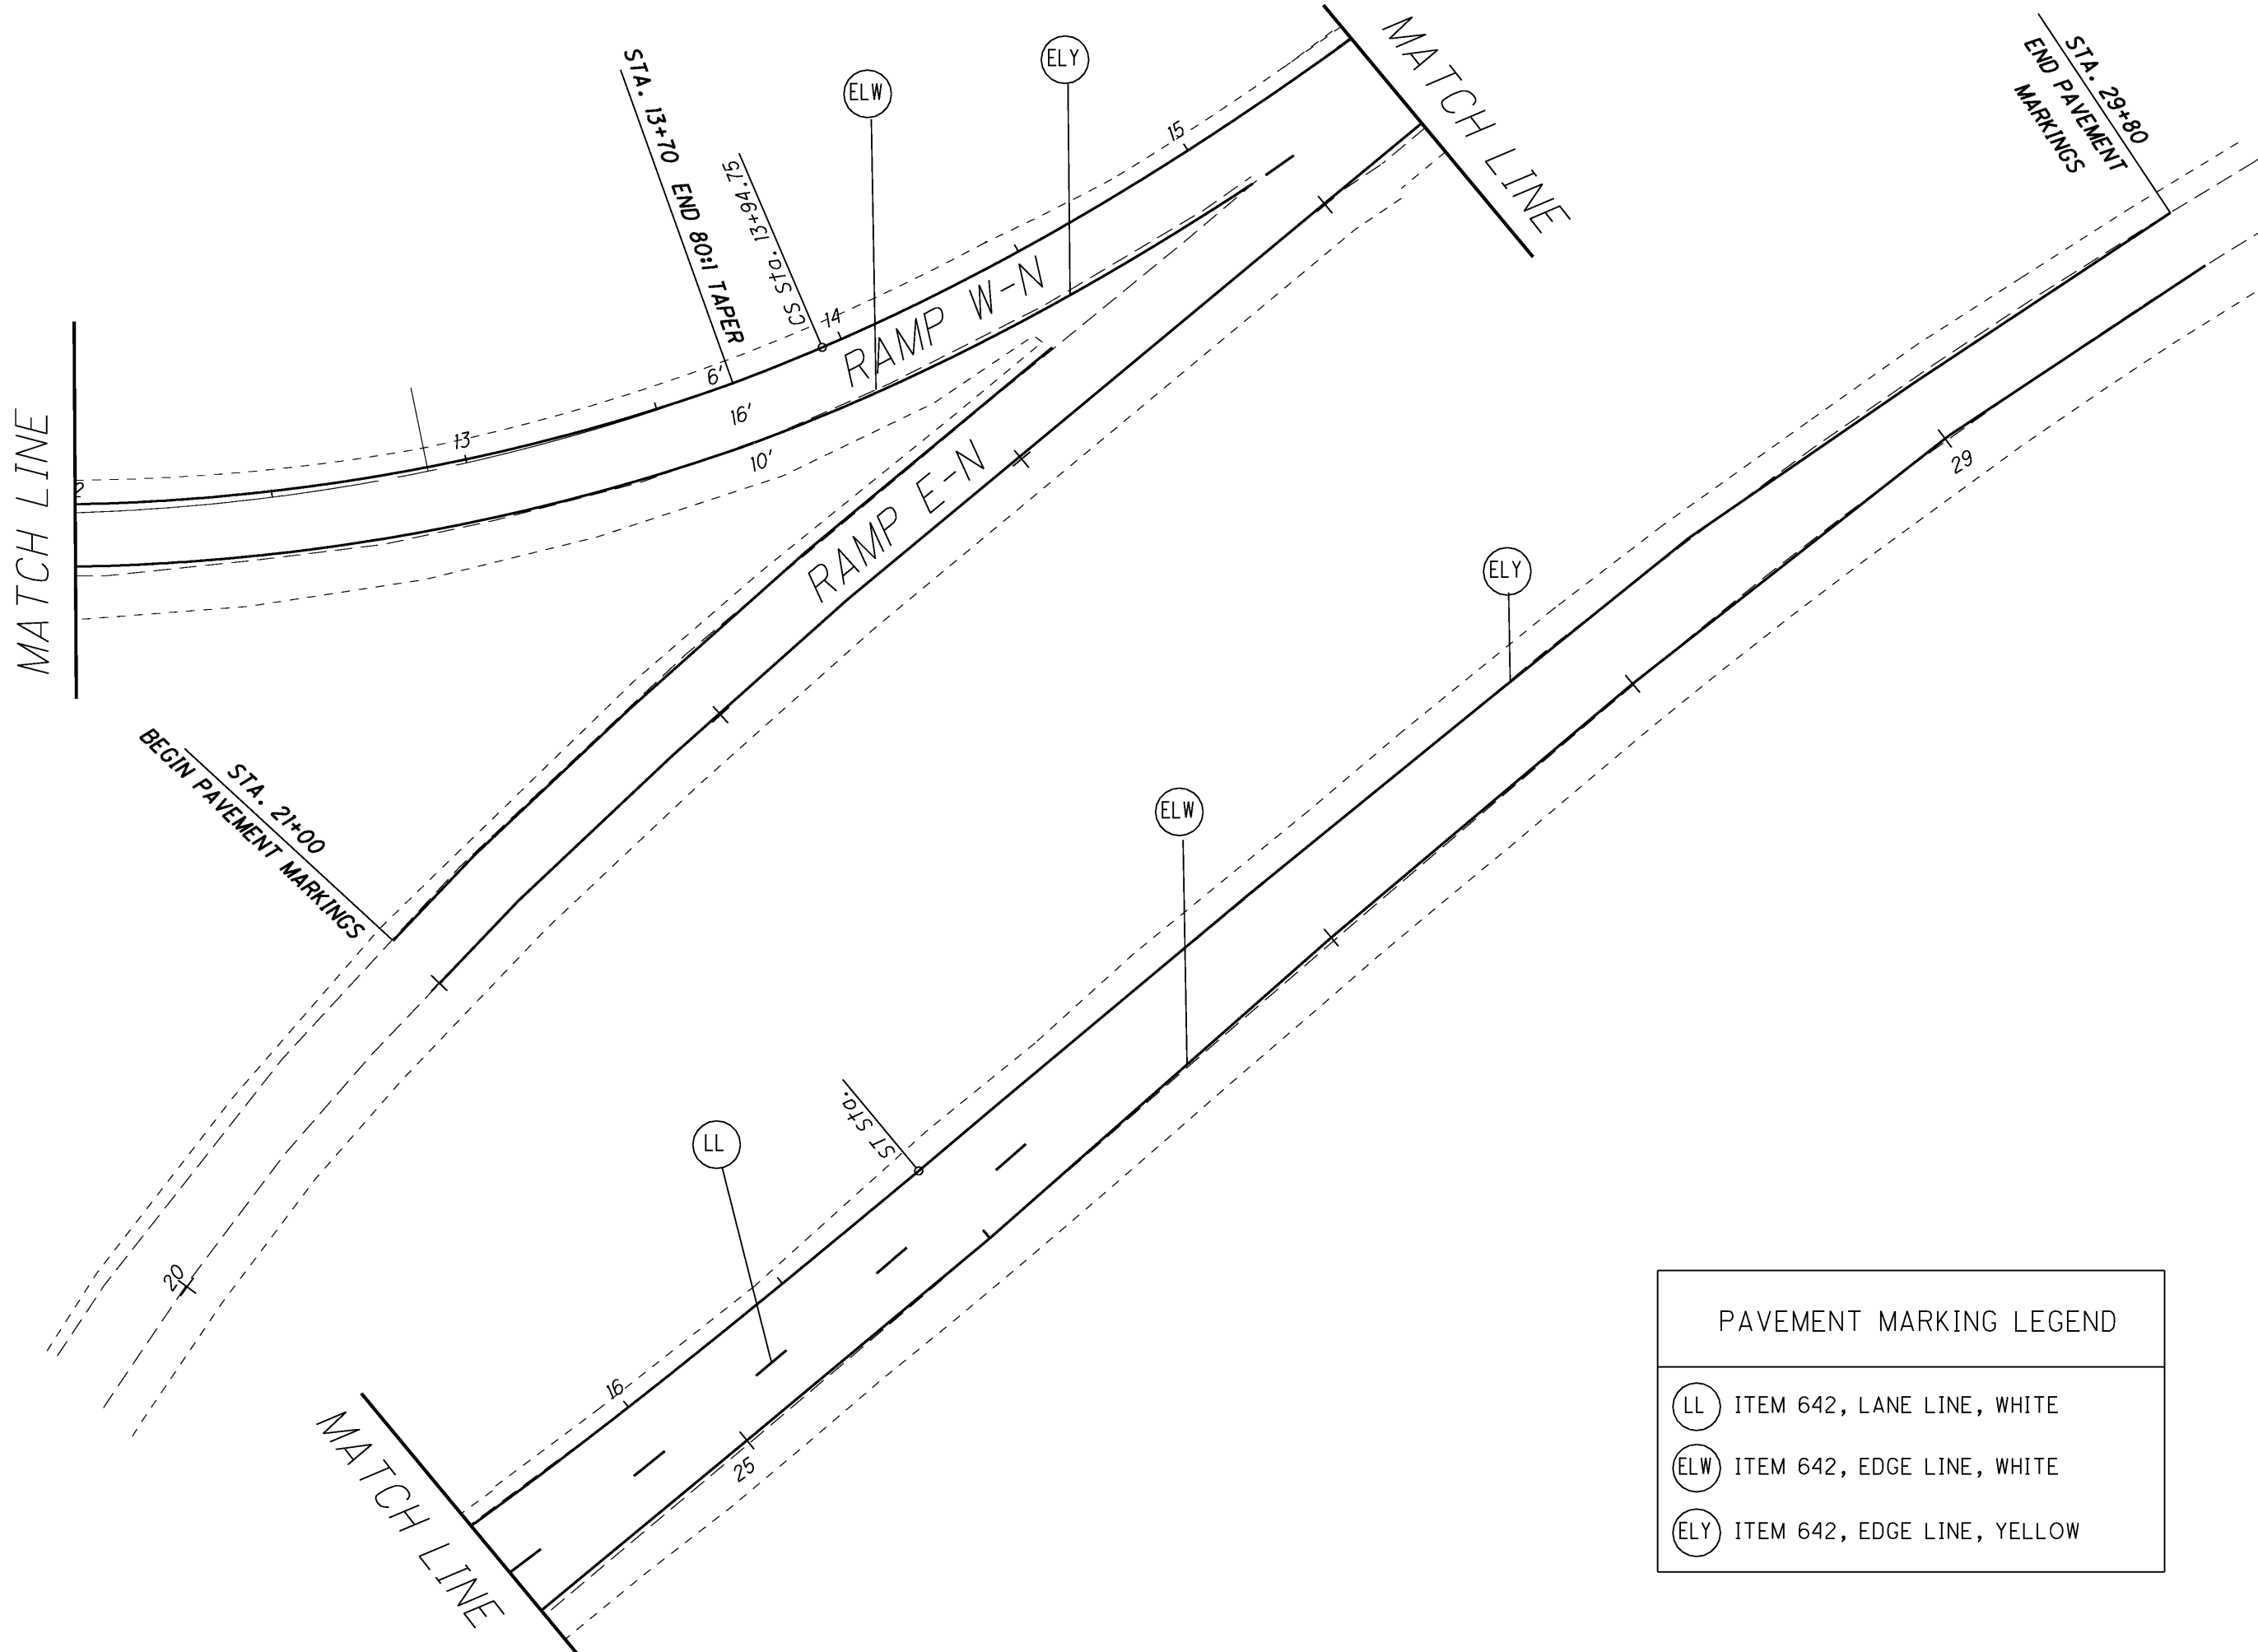 STA. 13+70 END 80:1 TAPER
CS Sta. 13+94.75
ELW
ELY
MATCH LINE
STA. 29+80
END PAVEMENT
MARKINGS
15
14
RAMP W-N
6'
16'
10'
13
2
MATCH LINE
RAMP E-N
29
ELY
STA. 21+00
BEGIN PAVEMENT MARKINGS
ELW
ST Sta.
LL
20
16
25
MATCH LINE
PAVEMENT MARKING LEGEND
LL ITEM 642, LANE LINE, WHITE
ELW ITEM 642, EDGE LINE, WHITE
ELY ITEM 642, EDGE LINE, YELLOW